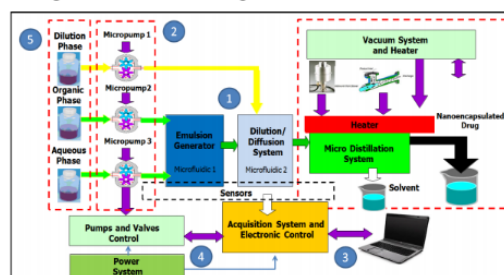 5
Dilution
Phase
Organic
Phase
Aqueous
Phase
2
Micropump 1
Micropump2
Micropump 3
1
Emulsion
Generator
Microfluidic 1
Dilution/
Diffusion
System
Microfluidic 2
Vacuum System
and Heater
Heater
Micro Distillation
System
Nanoencapsulated
Drug
Solvent
Sensors
Pumps and Valves
Control
4
Acquisition System and
Electronic Control
3
Power
System